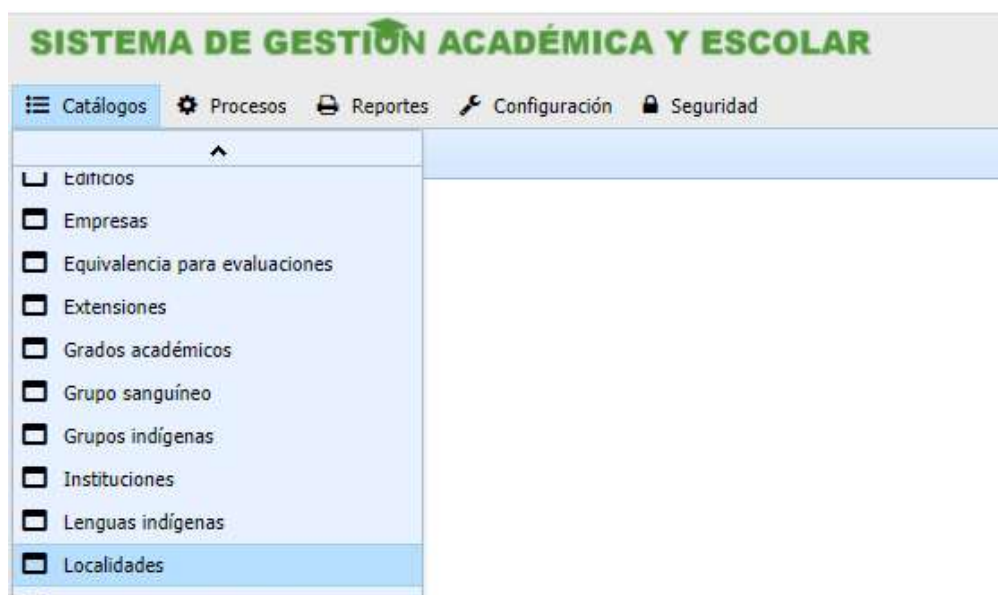 SISTEMA DE GESTIÓN ACADÉMICA Y ESCOLAR
Catálogos Procesos Reportes Configuración Seguridad
Edificios
Empresas
Equivalencia para evaluaciones
Extensiones
Grados académicos
Grupo sanguíneo
Grupos indígenas
Instituciones
Lenguas indígenas
Localidades